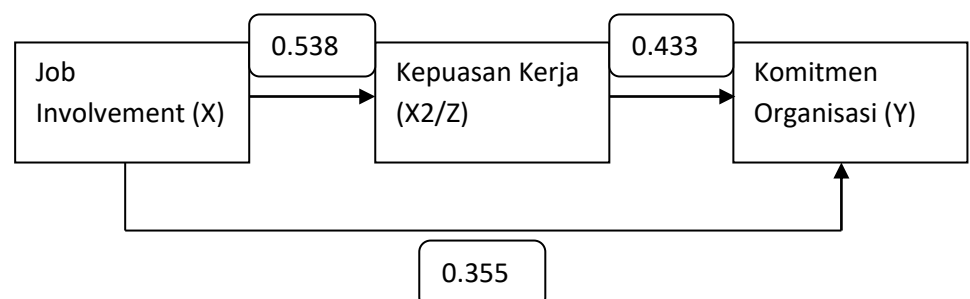 0.538
0.433
Job
Involvement (X)
Kepuasan Kerja
(X2/Z)
Komitmen
Organisasi (Y)
0.355